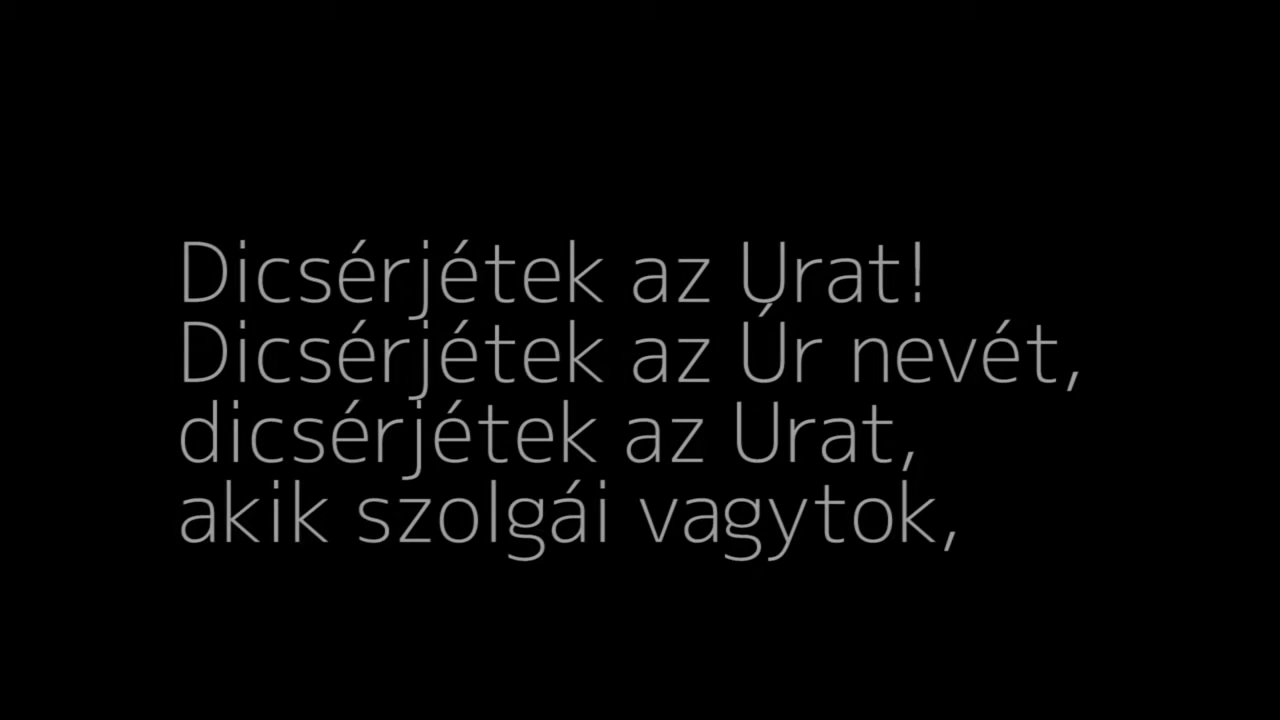 Dicsérjétek az Urat!
Dicsérjétek az Úr nevét,
dicsérjétek az Urat,
akik szolgái vagytok,